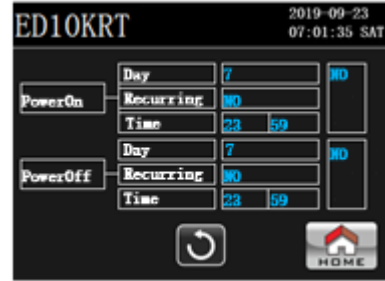 ED10KRT
2019-09-23
07:01:35 SAT
PowerOn
Day 7 NO
Recurring NO
Time 23 59
PowerOff
Day 7 NO
Recurring NO
Time 23 59
HOME